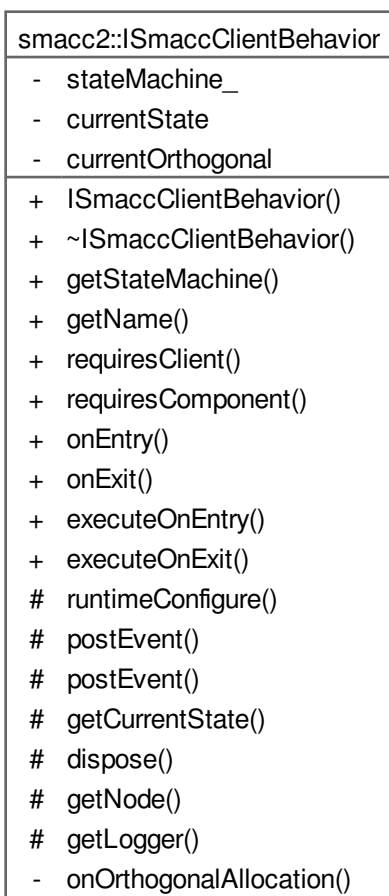 smacc2::ISmaccClientBehavior
- stateMachine_
- currentState
- currentOrthogonal
+ ISmaccClientBehavior()
+ ~ISmaccClientBehavior()
+ getStateMachine()
+ getName()
+ requiresClient()
+ requiresComponent()
+ onEntry()
+ onExit()
+ executeOnEntry()
+ executeOnExit()
# runtimeConfigure()
# postEvent()
# postEvent()
# getCurrentState()
# dispose()
# getNode()
# getLogger()
- onOrthogonalAllocation()